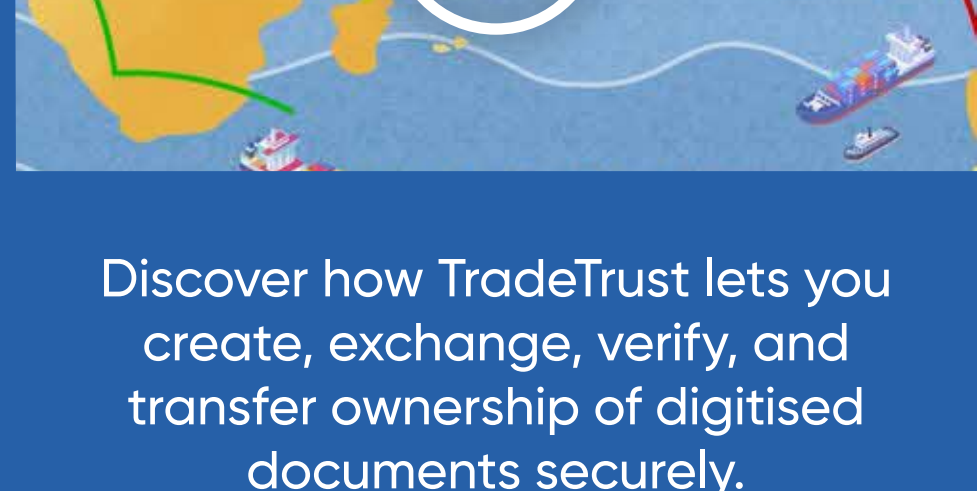 Discover how TradeTrust lets you
create, exchange, verify, and
transfer ownership of digitised
documents securely.